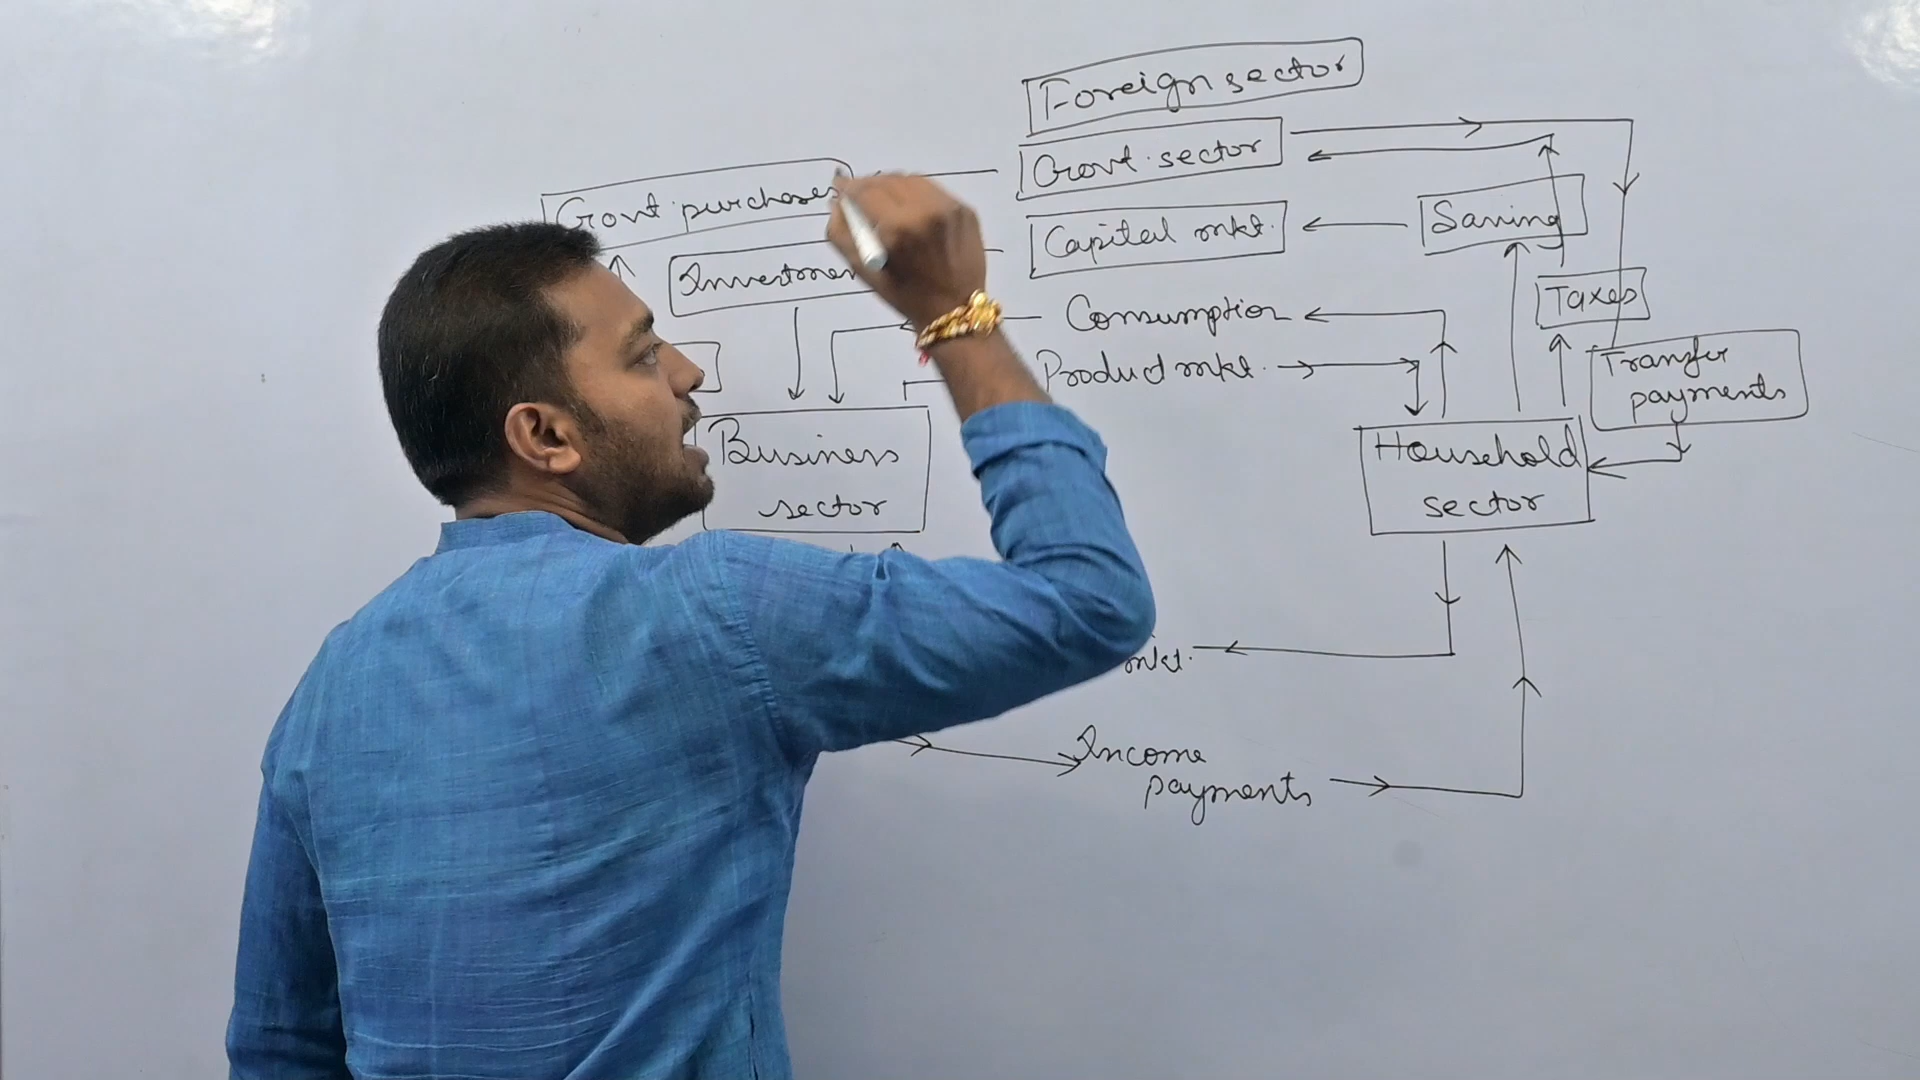 Foreign sector
Govt. sector
Govt. purchases
Saving
Capital mkt.
Investmen
Taxes
Consumption
Transfer
payments
Product mkt.
Business
sector
Household
sector
mkt.
Income
payments